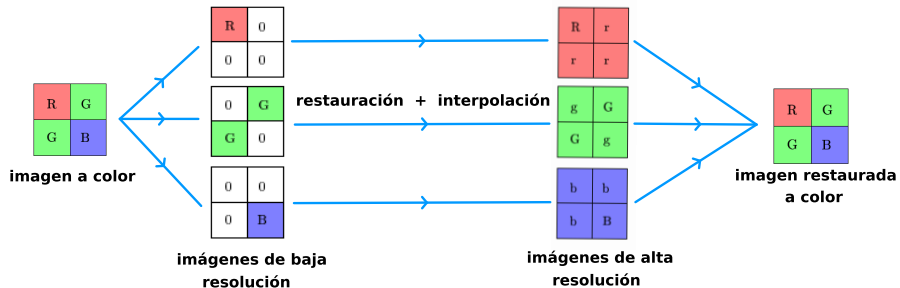 R G
G B
imagen a color
R 0
0 0
0 G
G 0
0 0
0 B
imágenes de baja
resolución
restauración + interpolación
R r
r r
g G
G g
b b
b B
imágenes de alta
resolución
R G
G B
imagen restaurada
a color